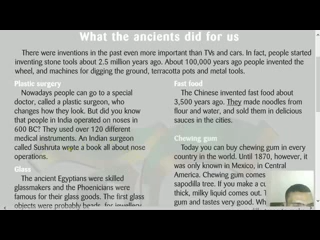 What the ancients did for us
There were inventions in the past even more important than TVs and cars. In fact, people started
inventing stone tools about 2.5 million years ago. About 100,000 years ago people invented the
wheel, and machines for digging the ground, terracotta pots and metal tools.
Plastic surgery
Nowadays people can go to a special
doctor, called a plastic surgeon, who
changes how they look. But did you know
that people in India operated on noses in
600 BC? They used over 120 different
medical instruments. An Indian surgeon
called Sushruta wrote a book all about nose
operations.
Glass
The ancient Egyptians were skilled
glassmakers and the Phoenicians were
famous for their glass goods. The first glass
objects were probably beads, for jewellery
Fast food
The Chinese invented fast food about
3,500 years ago. They made noodles from
flour and water, and sold them in delicious
sauces in the cities.
Chewing gum
Today you can buy chewing gum in every
country in the world. Until 1870, however, it
was only known in Mexico, in Central
America. Chewing gum comes
sapodilla tree. If you make a cu
thick, milky liquid comes out. T
gum and tastes very good. Wh